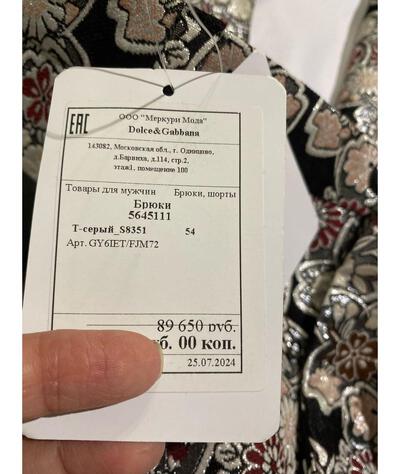 EAC
ООО "Меркури Мода"
Dolce&Gabbana
143082, Московская обл., г. Одинцово,
д.Барвиха, д.114, стр.2,
этаж1, помещение 100
Товары для мужчин Брюки, шорты
Брюки
5645111
Т-серый_S8351 54
Арт. GY6IET/FJM72
89 650 руб.
б. 00 коп.
25.07.2024